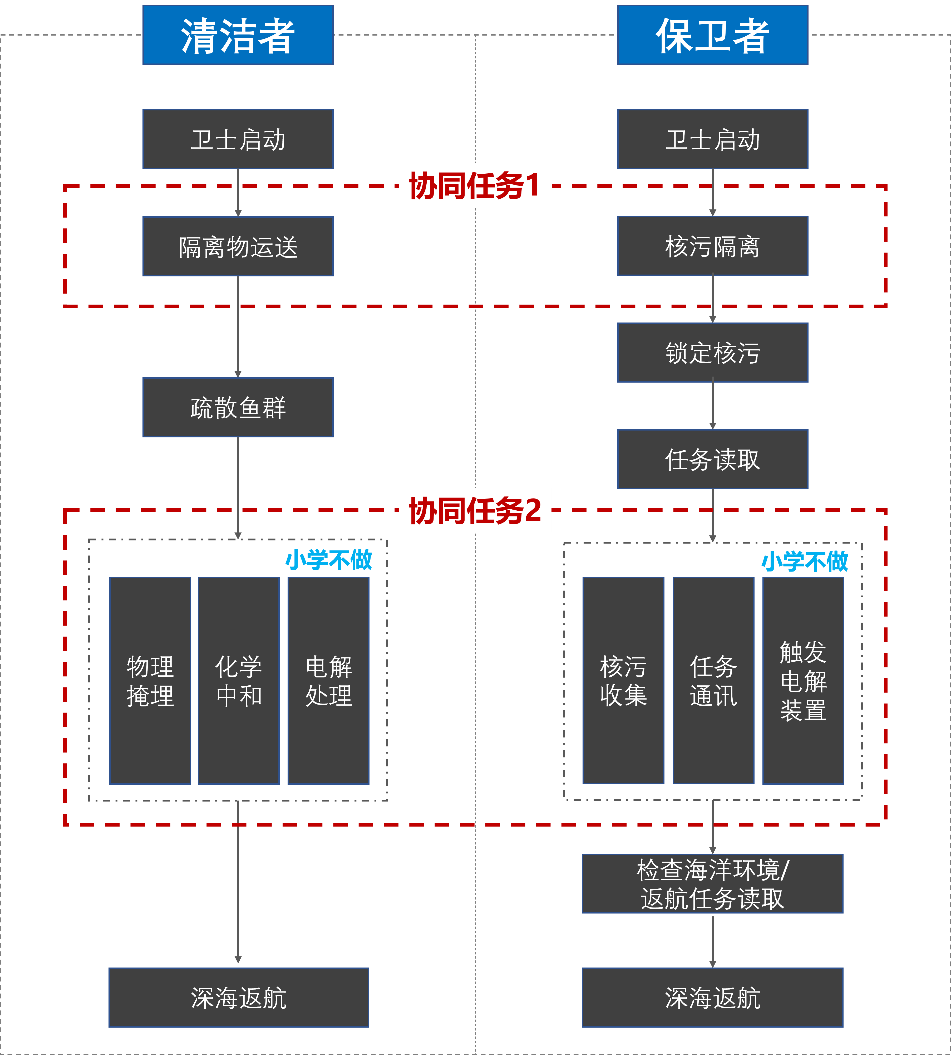 清洁者
保卫者
卫士启动
卫士启动
协同任务1
隔离物运送
核污隔离
锁定核污
疏散鱼群
任务读取
协同任务2
小学不做
物理
掩埋
化学
中和
电解
处理
小学不做
核污
收集
任务
通讯
触发
电解
装置
检查海洋环境/
返航任务读取
深海返航
深海返航